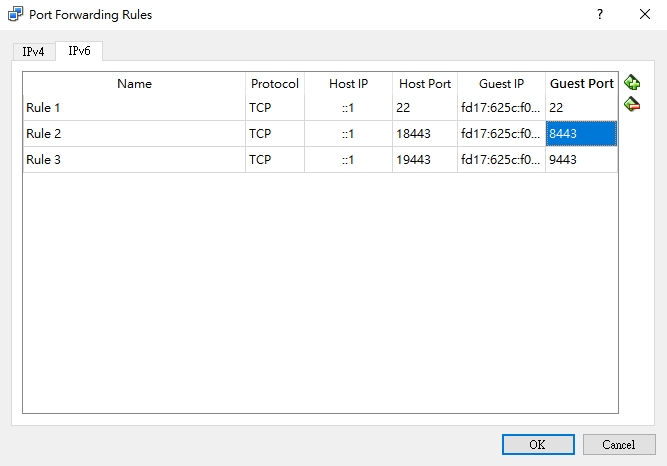 Port Forwarding Rules ?
IPv4 IPv6
Name Protocol Host IP Host Port Guest IP Guest Port
Rule 1 TCP ::1 22 fd17:625c:f0... 22
Rule 2 TCP ::1 18443 fd17:625c:f0... 8443
Rule 3 TCP ::1 19443 fd17:625c:f0... 9443
OK Cancel